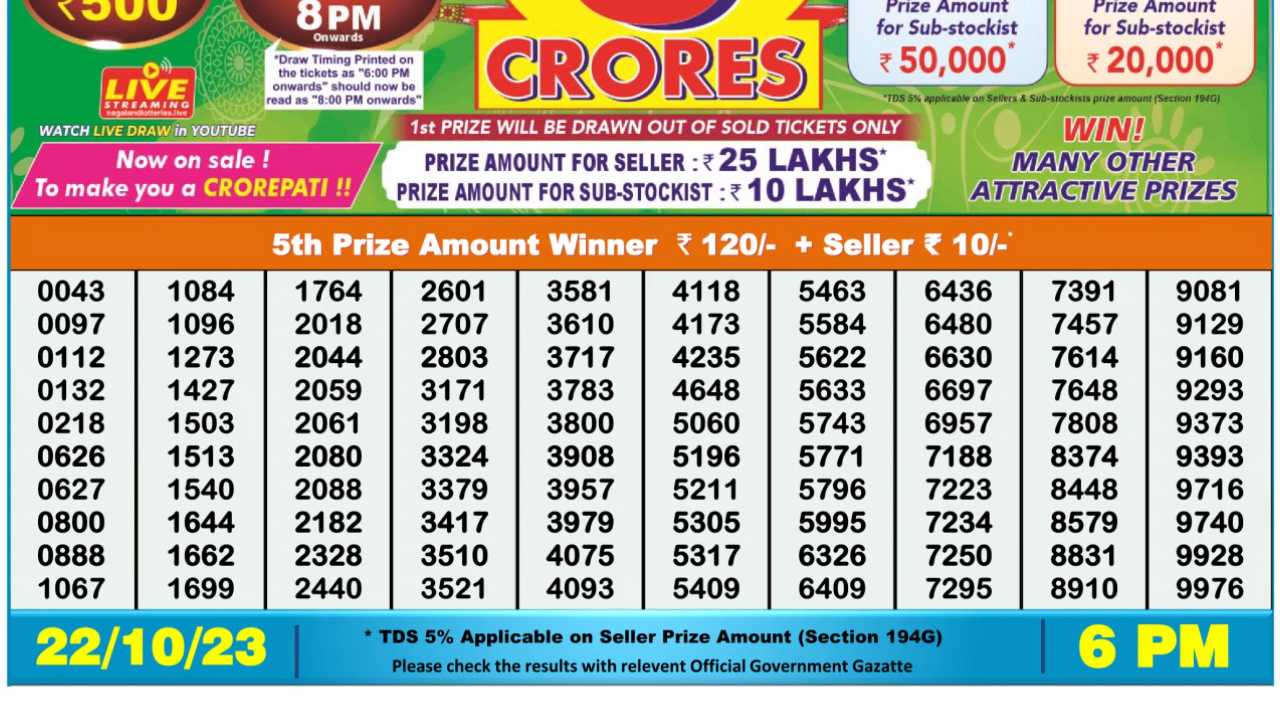 ₹500
8PM
Onwards
*Draw Timing Printed on
the tickets as "6:00 PM
onwards" should now be
read as "8:00 PM onwards"
LIVE
STREAMING
nagalandlotteries.live
WATCH LIVE DRAW in YOUTUBE
Now on sale !
To make you a CROREPATI !!
CRORES
1st PRIZE WILL BE DRAWN OUT OF SOLD TICKETS ONLY
PRIZE AMOUNT FOR SELLER : ₹ 25 LAKHS*
PRIZE AMOUNT FOR SUB-STOCKIST : ₹ 10 LAKHS*
Prize Amount
for Sub-stockist
₹ 50,000*
Prize Amount
for Sub-stockist
₹ 20,000*
*TDS 5% applicable on Sellers & Sub-stockists prize amount (Section 194G)
WIN!
MANY OTHER
ATTRACTIVE PRIZES
5th Prize Amount Winner ₹ 120/- + Seller ₹ 10/-*
0043 1084 1764 2601 3581 4118 5463 6436 7391 9081
0097 1096 2018 2707 3610 4173 5584 6480 7457 9129
0112 1273 2044 2803 3717 4235 5622 6630 7614 9160
0132 1427 2059 3171 3783 4648 5633 6697 7648 9293
0218 1503 2061 3198 3800 5060 5743 6957 7808 9373
0626 1513 2080 3324 3908 5196 5771 7188 8374 9393
0627 1540 2088 3379 3957 5211 5796 7223 8448 9716
0800 1644 2182 3417 3979 5305 5995 7234 8579 9740
0888 1662 2328 3510 4075 5317 6326 7250 8831 9928
1067 1699 2440 3521 4093 5409 6409 7295 8910 9976
22/10/23
* TDS 5% Applicable on Seller Prize Amount (Section 194G)
Please check the results with relevent Official Government Gazatte
6 PM